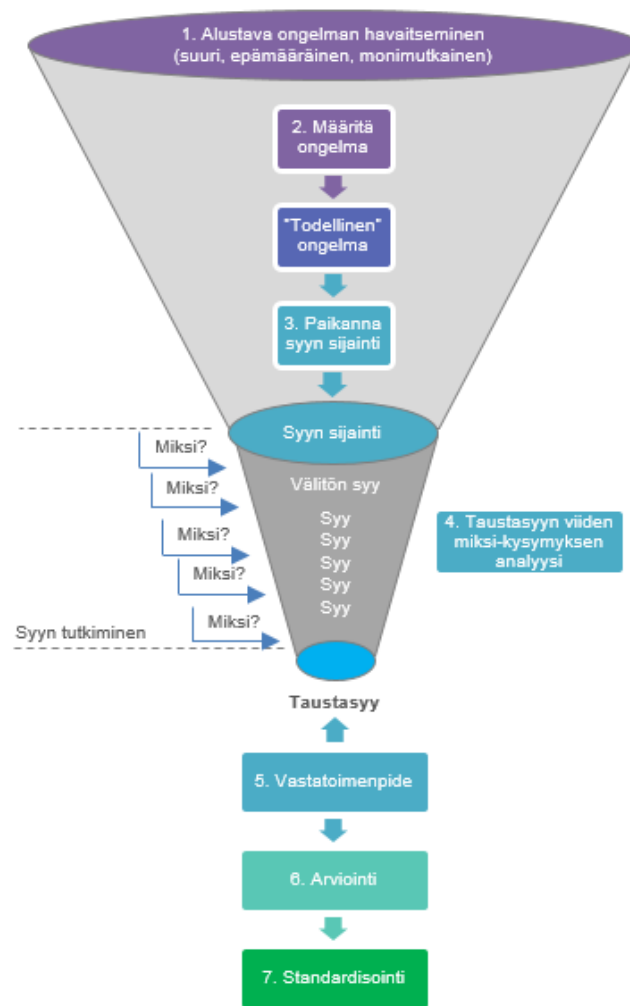 1. Alustava ongelman havaitseminen
(suuri, epämääräinen, monimutkainen)
2. Määritä
ongelma
"Todellinen"
ongelma
3. Paikanna
syyn sijainti
Syyn sijainti
Miksi?
Välitön syy
Miksi?
Syy
Syy
Miksi?
Syy
Miksi?
Syy
Syy
Miksi?
4. Taustasyyn viiden
miksi-kysymyksen
analyysi
Syyn tutkiminen
Taustasyy
5. Vastatoimenpide
6. Arviointi
7. Standardisointi